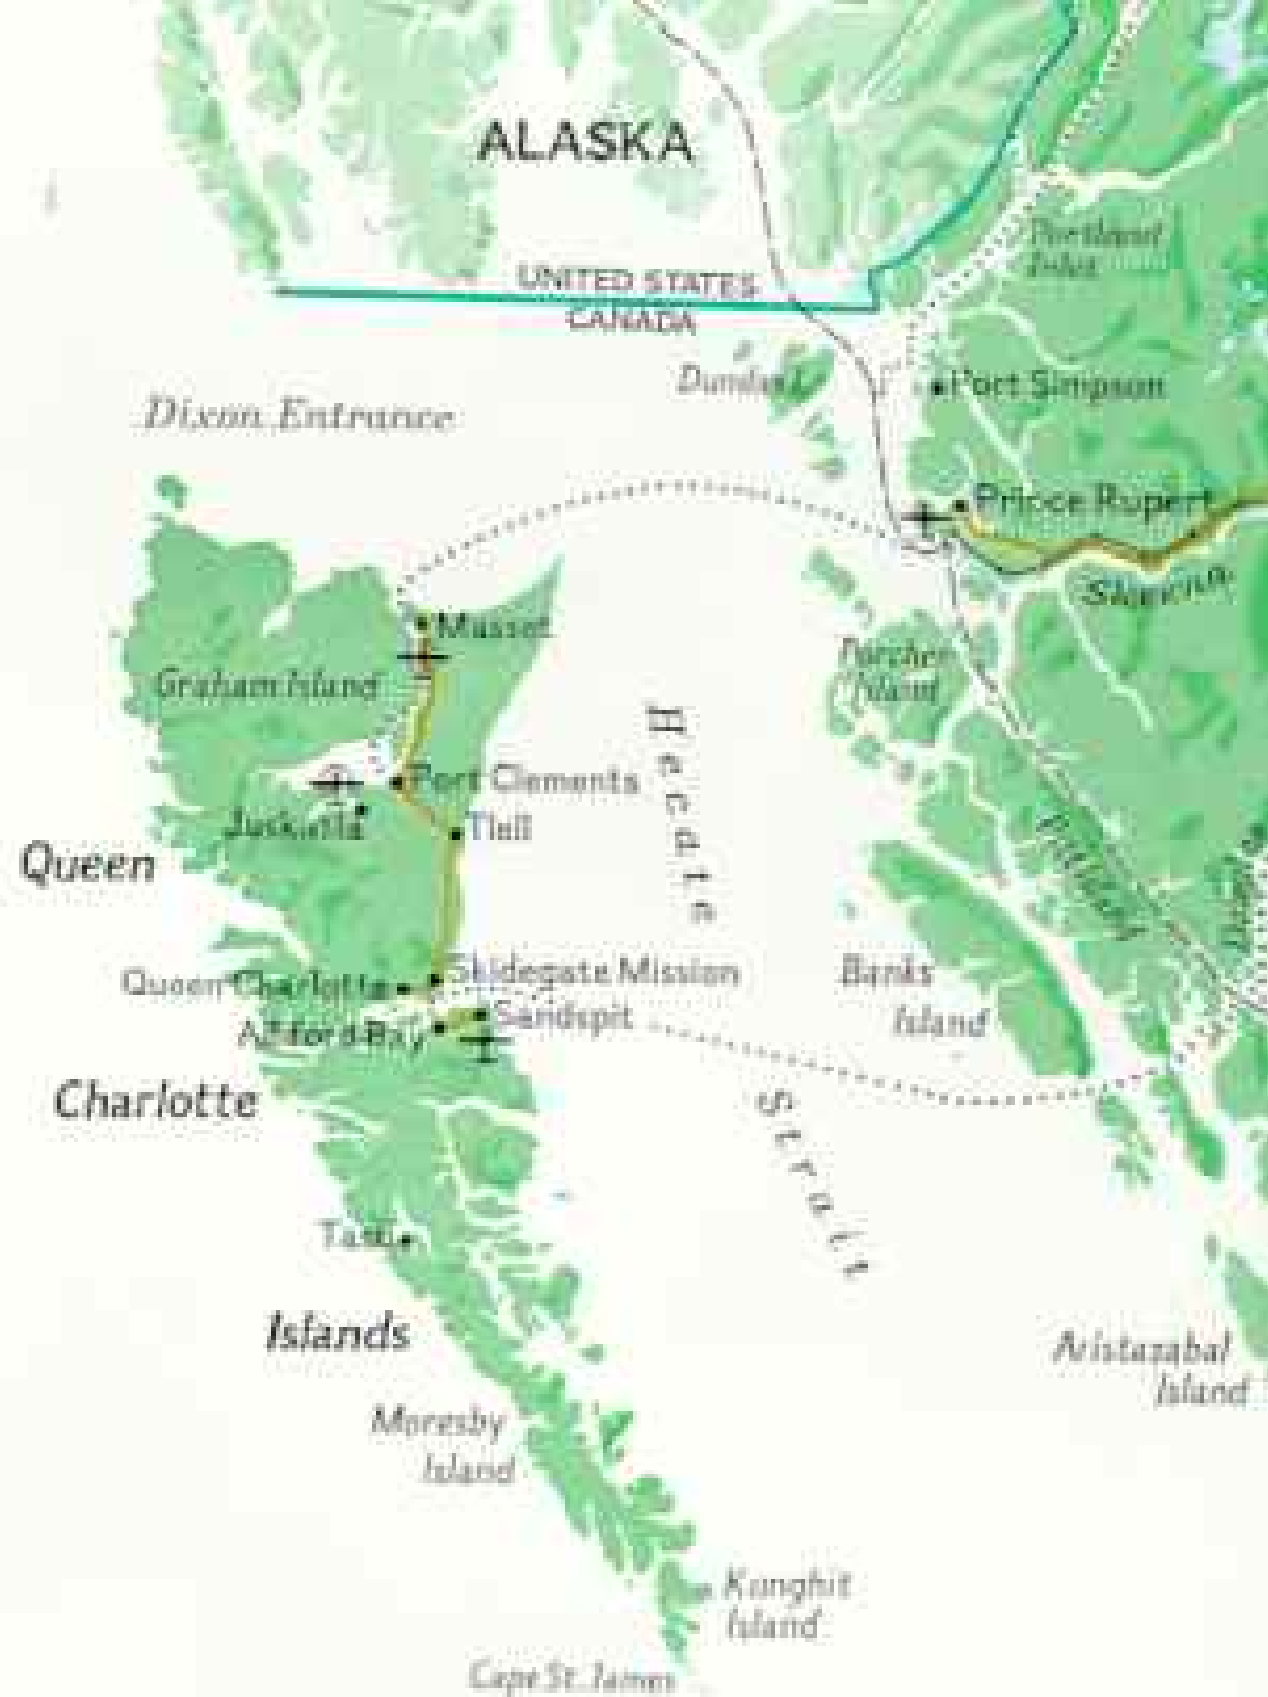 ALASKA
Portland
Inlet
UNITED STATES
CANADA
Dundas I.
Port Simpson
Dixon Entrance
Prince Rupert
Skeena
Masset
Porcher
Island
Graham Island
Hecate
Port Clements
Juskatla
Tlell
Queen
Skidegate Mission
Queen Charlotte
Banks
Island
Sandspit
Alliford Bay
Charlotte
Strait
Tasu
Islands
Aristazabal
Island
Moresby
Island
Kunghit
Island
Cape St. James